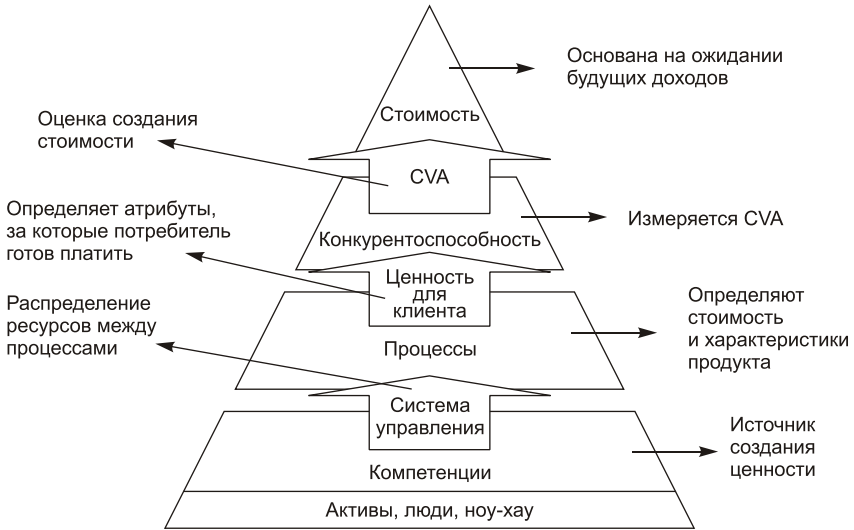 Основана на ожидании
будущих доходов
Стоимость
Оценка создания
стоимости
CVA
Определяет атрибуты,
за которые потребитель
готов платить
Измеряется CVA
Конкурентоспособность
Ценность
для
клиента
Распределение
ресурсов между
процессами
Определяют
стоимость
и характеристики
продукта
Процессы
Система
управления
Источник
создания
ценности
Компетенции
Активы, люди, ноу-хау